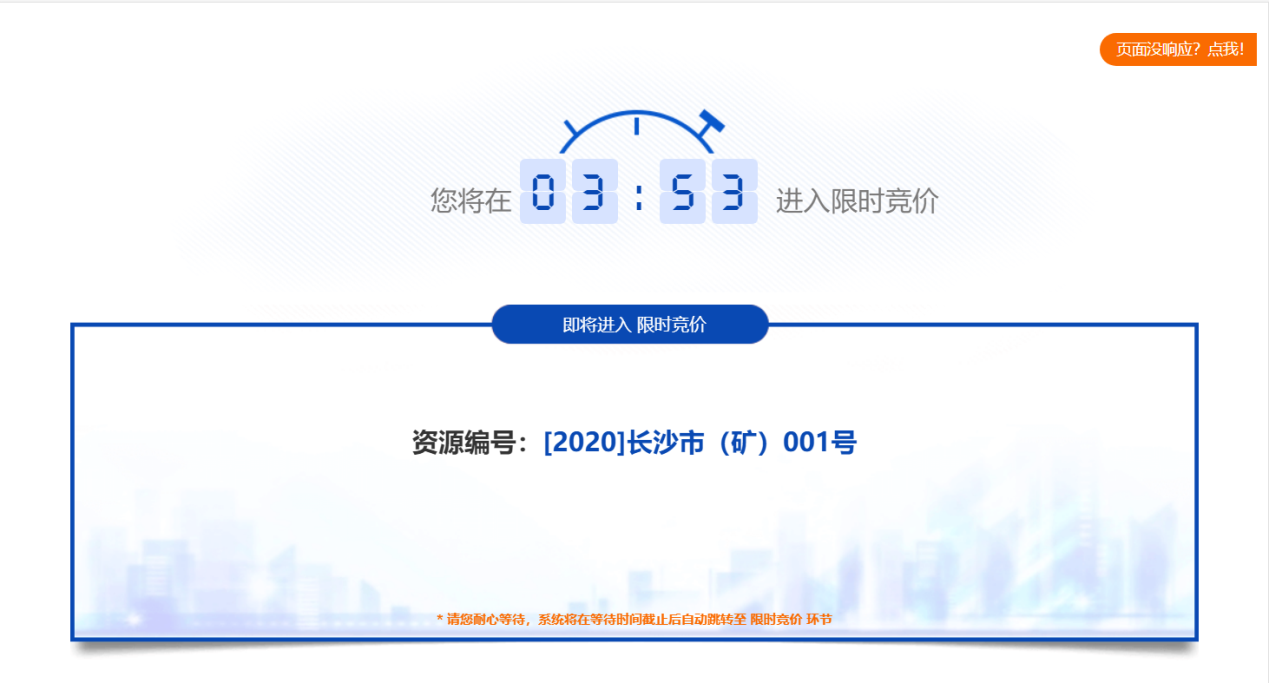 页面没响应？点我!
您将在 03:53 进入限时竞价
即将进入 限时竞价
资源编号：[2020]长沙市（矿）001号
* 请您耐心等待，系统将在等待时间截止后自动跳转至 限时竞价 环节